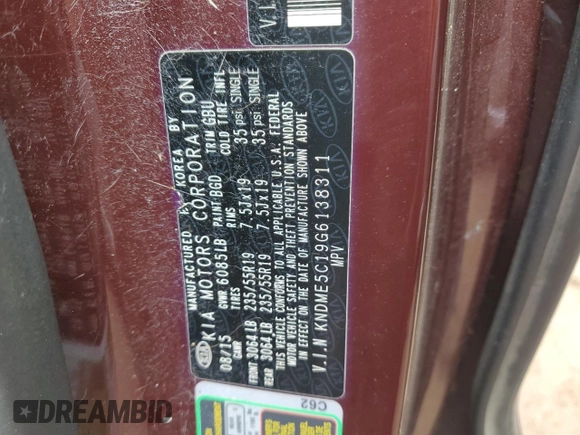 V.I.
MANUFACTURED IN KOREA BY
KIA KIA MOTORS CORPORATION
08/15 GVWR 6085LB PAINT BGD TRIM GBU
GAWR TIRES RIMS COLD TIRE INFL
FRONT 3064LB 235/55R19 7.5Jx19 35 psi SINGLE
REAR 3064LB 235/55R19 7.5Jx19 35 psi SINGLE
THIS VEHICLE CONFORMS TO ALL APPLICABLE U.S.A. FEDERAL
MOTOR VEHICLE SAFETY AND THEFT PREVENTION STANDARDS
IN EFFECT ON THE DATE OF MANUFACTURE SHOWN ABOVE
V.I.N KNDME5C19G6138311
MPV
C62
DREAMBID